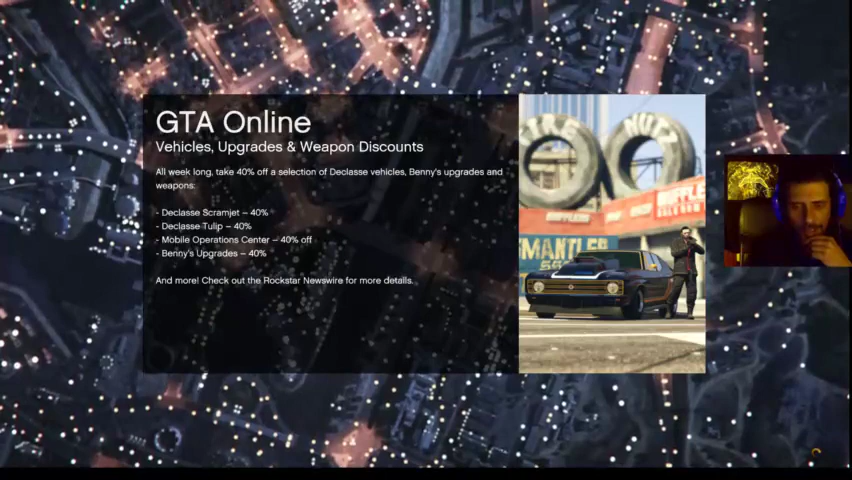 GTA Online
Vehicles, Upgrades & Weapon Discounts
All week long, take 40% off a selection of Declasse vehicles, Benny's upgrades and
weapons:
- Declasse Scramjet – 40%
- Declasse Tulip – 40%
- Mobile Operations Center – 40% off
- Benny's Upgrades – 40%
And more! Check out the Rockstar Newswire for more details.